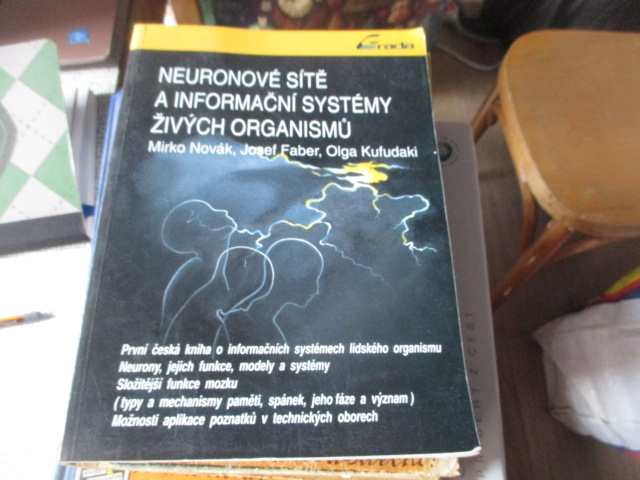 Grada
NEURONOVÉ SÍTĚ
A INFORMAČNÍ SYSTÉMY
ŽIVÝCH ORGANISMŮ
Mirko Novák, Josef Faber, Olga Kufudaki
První česká kniha o informačních systémech lidského organismu
Neurony, jejich funkce, modely a systémy
Složitější funkce mozku
(typy a mechanismy paměti, spánek, jeho fáze a význam)
Možnosti aplikace poznatků v technických oborech